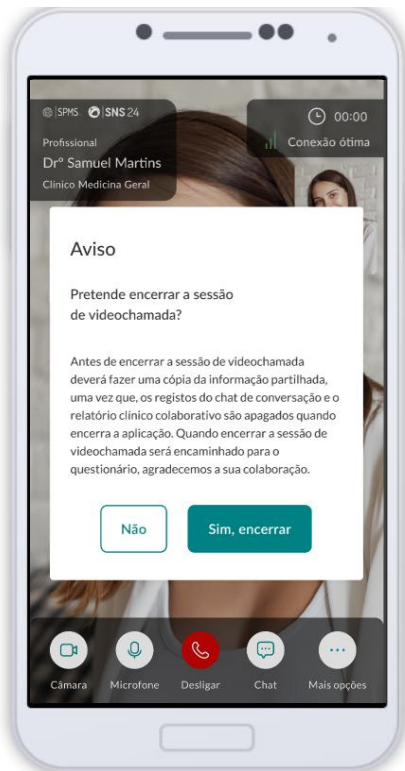 SPMS SNS 24
00:00
Profissional
Conexão ótima
Drº Samuel Martins
Clínico Medicina Geral
Aviso
Pretende encerrar a sessão
de videochamada?
Antes de encerrar a sessão de videochamada
deverá fazer uma cópia da informação partilhada,
uma vez que, os registos do chat de conversação e o
relatório clínico colaborativo são apagados quando
encerra a aplicação. Quando encerrar a sessão de
videochamada será encaminhado para o
questionário, agradecemos a sua colaboração.
Não
Sim, encerrar
Câmara
Microfone
Desligar
Chat
Mais opções